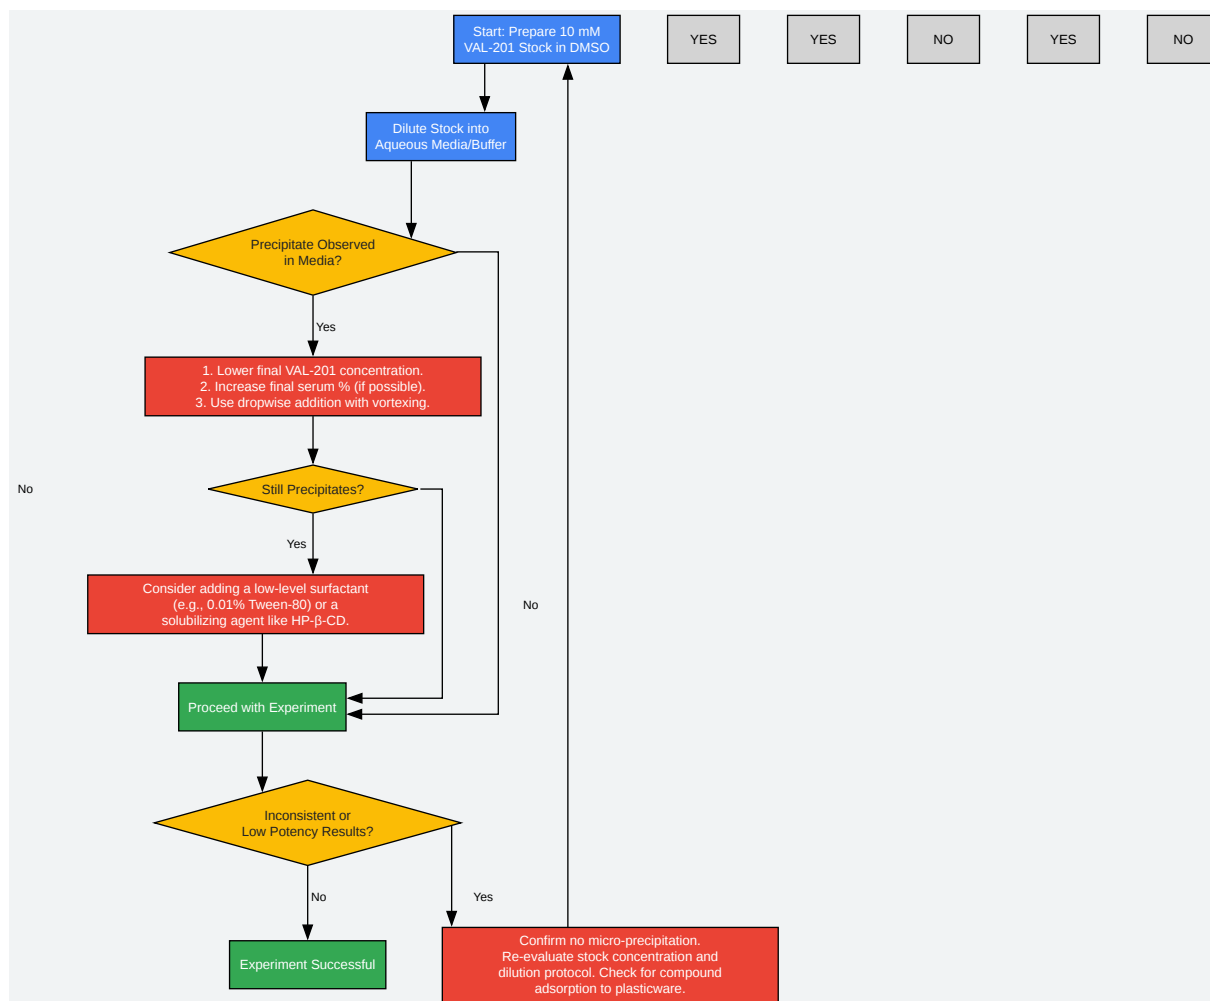 Start: Prepare 10 mM
VAL-201 Stock in DMSO
YES
YES
NO
YES
NO
Dilute Stock into
Aqueous Media/Buffer
Precipitate Observed
in Media?
Yes
1. Lower final VAL-201 concentration.
2. Increase final serum % (if possible).
3. Use dropwise addition with vortexing.
No
Still Precipitates?
Yes
Consider adding a low-level surfactant
(e.g., 0.01% Tween-80) or a
solubilizing agent like HP-β-CD.
No
Proceed with Experiment
Inconsistent or
Low Potency Results?
No
Yes
Experiment Successful
Confirm no micro-precipitation.
Re-evaluate stock concentration and
dilution protocol. Check for compound
adsorption to plasticware.